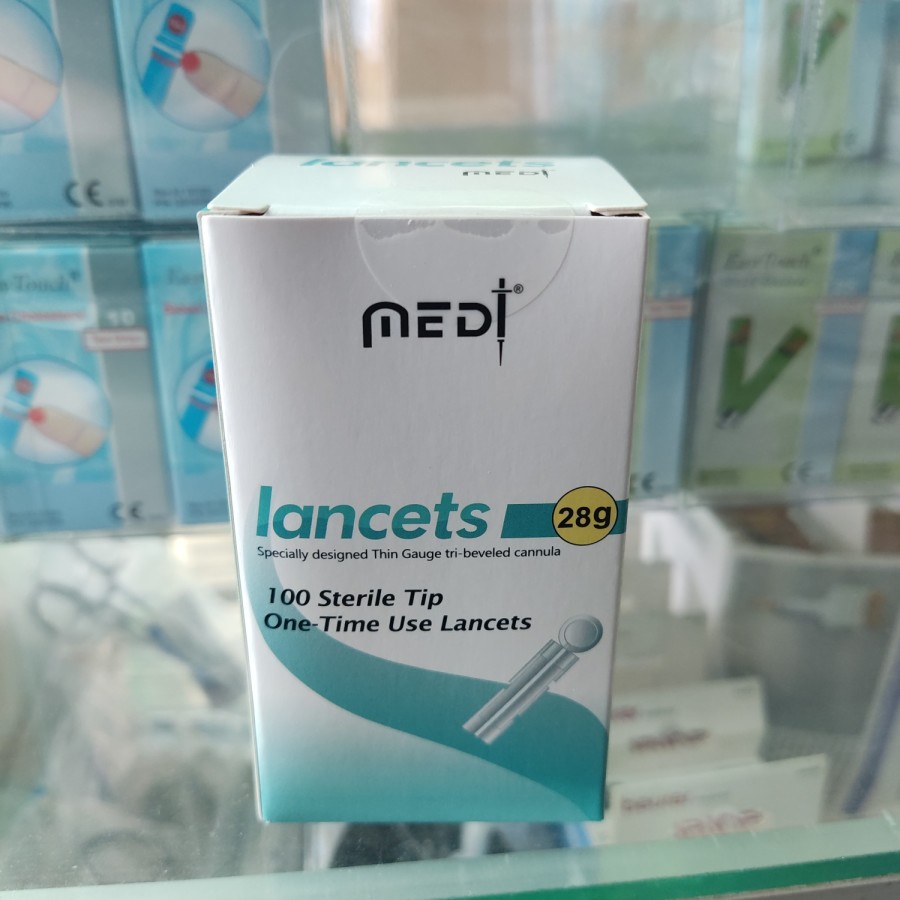 lancets
MEDI
MEDI®
lancets 28g
Specially designed Thin Gauge tri-beveled cannula
100 Sterile Tip
One-Time Use Lancets
CE